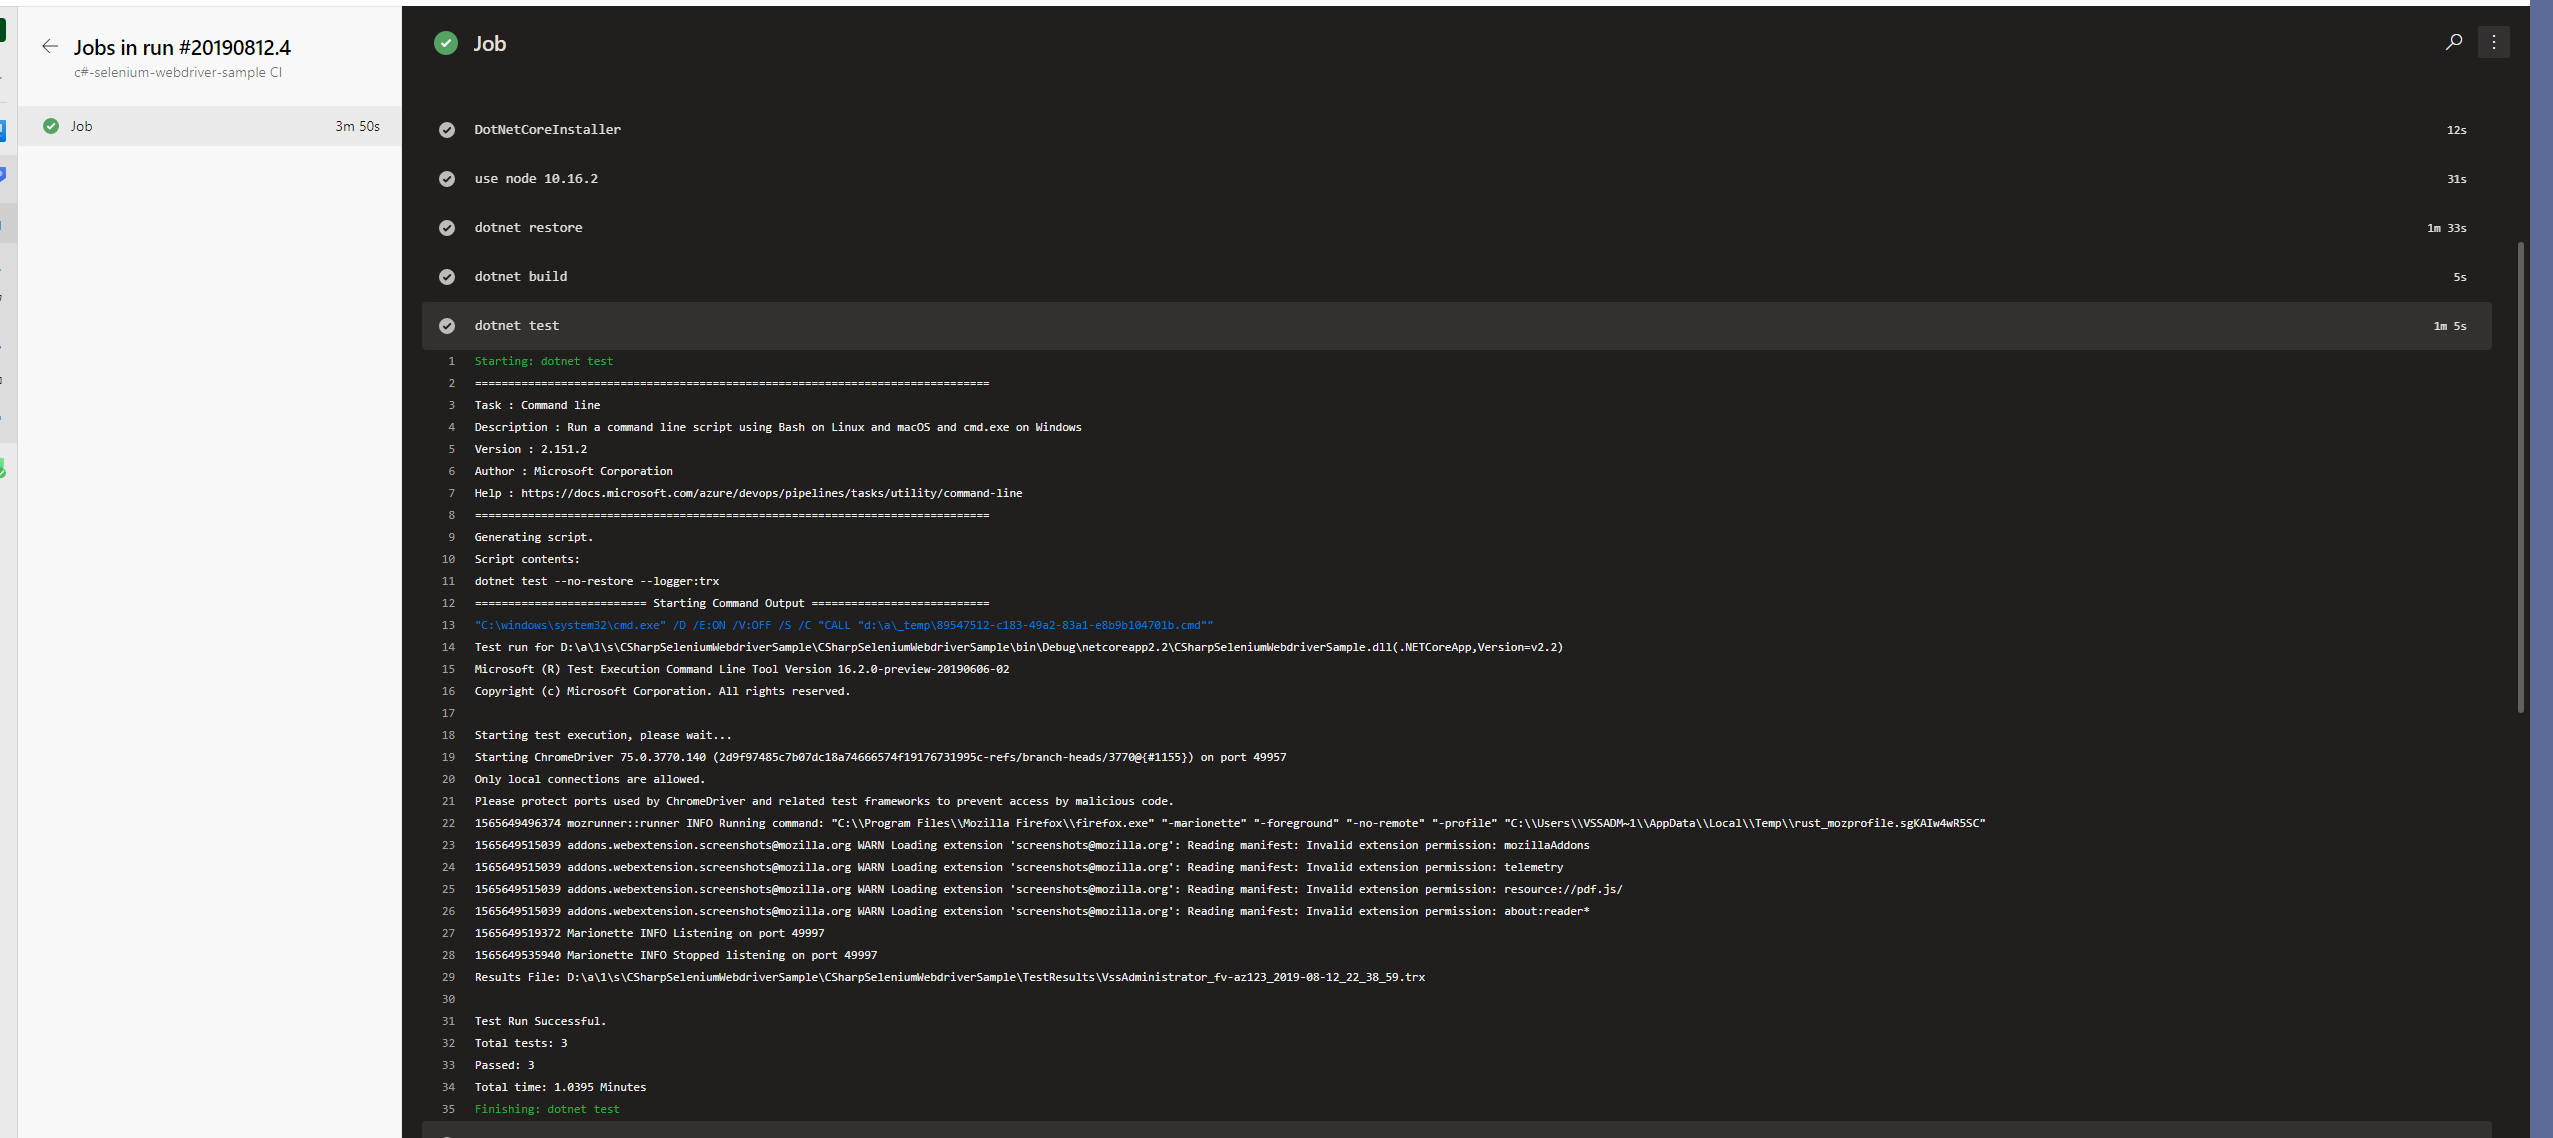 Jobs in run #20190812.4
c#-selenium-webdriver-sample CI
Job 3m 50s
Job
DotNetCoreInstaller 12s
use node 10.16.2 31s
dotnet restore 1m 33s
dotnet build 5s
dotnet test 1m 5s
1 Starting: dotnet test
2 ==============================================================================
3 Task : Command line
4 Description : Run a command line script using Bash on Linux and macOS and cmd.exe on Windows
5 Version : 2.151.2
6 Author : Microsoft Corporation
7 Help : https://docs.microsoft.com/azure/devops/pipelines/tasks/utility/command-line
8 ==============================================================================
9 Generating script.
10 Script contents:
11 dotnet test --no-restore --logger:trx
12 ========================== Starting Command Output ===========================
13 "C:\windows\system32\cmd.exe" /D /E:ON /V:OFF /S /C "CALL "d:\a\_temp\89547512-c183-49a2-83a1-e8b9b104701b.cmd""
14 Test run for D:\a\1\s\CSharpSeleniumWebdriverSample\CSharpSeleniumWebdriverSample\bin\Debug\netcoreapp2.2\CSharpSeleniumWebdriverSample.dll(.NETCoreApp,Version=v2.2)
15 Microsoft (R) Test Execution Command Line Tool Version 16.2.0-preview-20190606-02
16 Copyright (c) Microsoft Corporation. All rights reserved.
17
18 Starting test execution, please wait...
19 Starting ChromeDriver 75.0.3770.140 (2d9f97485c7b07dc18a74666574f19176731995c-refs/branch-heads/3770@{#1155}) on port 49957
20 Only local connections are allowed.
21 Please protect ports used by ChromeDriver and related test frameworks to prevent access by malicious code.
22 1565649496374 mozrunner::runner INFO Running command: "C:\\Program Files\\Mozilla Firefox\\firefox.exe" "-marionette" "-foreground" "-no-remote" "-profile" "C:\\Users\\VSSADM~1\\AppData\\Local\\Temp\\rust_mozprofile.sgKAIw4wR5SC"
23 1565649515039 addons.webextension.screenshots@mozilla.org WARN Loading extension 'screenshots@mozilla.org': Reading manifest: Invalid extension permission: mozillaAddons
24 1565649515039 addons.webextension.screenshots@mozilla.org WARN Loading extension 'screenshots@mozilla.org': Reading manifest: Invalid extension permission: telemetry
25 1565649515039 addons.webextension.screenshots@mozilla.org WARN Loading extension 'screenshots@mozilla.org': Reading manifest: Invalid extension permission: resource://pdf.js/
26 1565649515039 addons.webextension.screenshots@mozilla.org WARN Loading extension 'screenshots@mozilla.org': Reading manifest: Invalid extension permission: about:reader*
27 1565649519372 Marionette INFO Listening on port 49997
28 1565649535940 Marionette INFO Stopped listening on port 49997
29 Results File: D:\a\1\s\CSharpSeleniumWebdriverSample\CSharpSeleniumWebdriverSample\TestResults\VssAdministrator_fv-az123_2019-08-12_22_38_59.trx
30
31 Test Run Successful.
32 Total tests: 3
33 Passed: 3
34 Total time: 1.0395 Minutes
35 Finishing: dotnet test